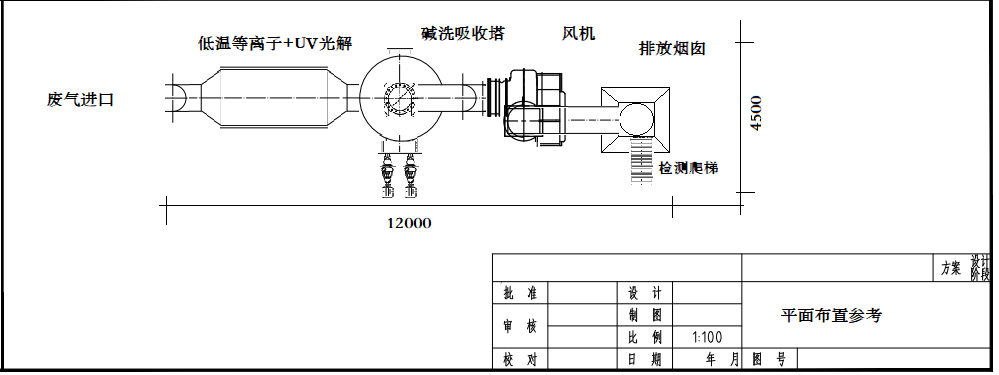 低温等离子+UV光解
碱洗吸收塔
风机
排放烟囱
废气进口
4500
检测爬梯
12000
方案
设计
阶段
批 准
设 计
制 图
审 核
比 例
1:100
平面布置参考
校 对
日 期
年 月
图 号